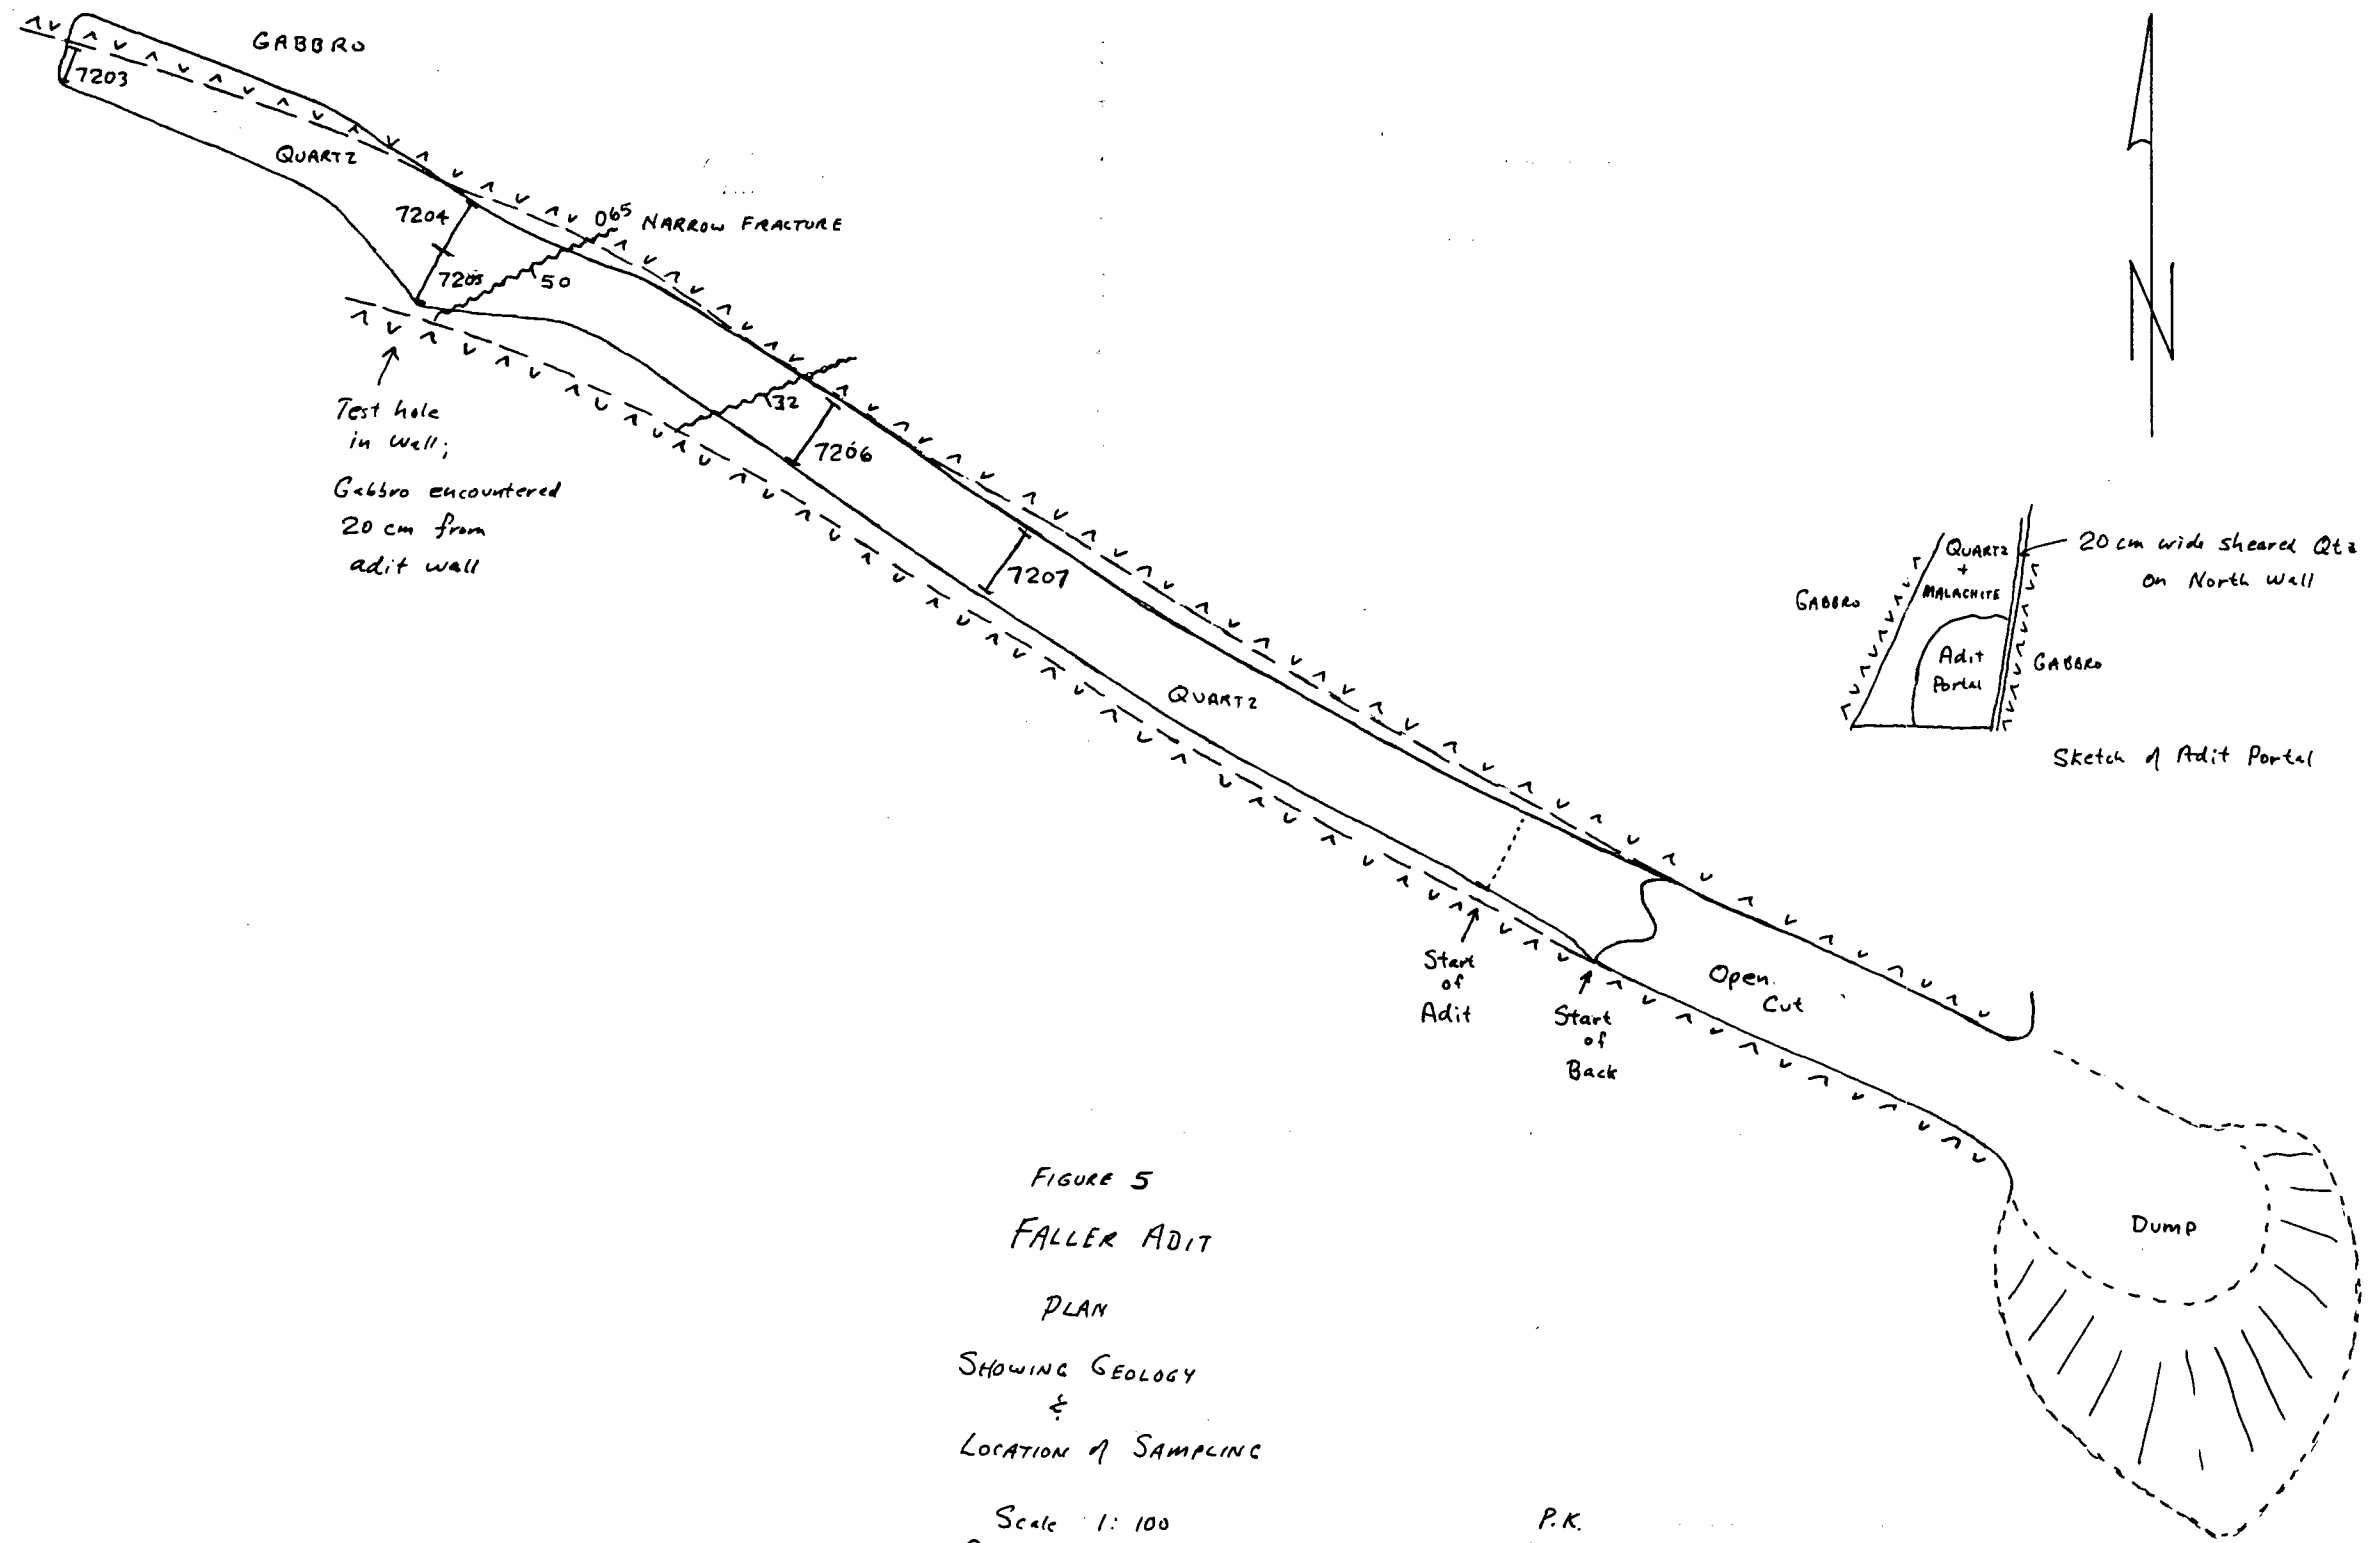 GABBRO
7203
QUARTZ
7204
7205
065 NARROW FRACTURE
50
Test hole
in wall;
Gabbro encountered
20 cm from
adit wall
32
7206
7207
QUARTZ
N
QUARTZ
+
MALACHITE
20 cm wide sheared Qtz
on North wall
GABBRO
Adit
Portal
GABBRO
Sketch of Adit Portal
Start
of
Adit
Start
of
Back
Open
Cut
Dump
FIGURE 5
FALLER ADIT
PLAN
SHOWING GEOLOGY
&
LOCATION of SAMPLING
Scale 1:100
P.K.